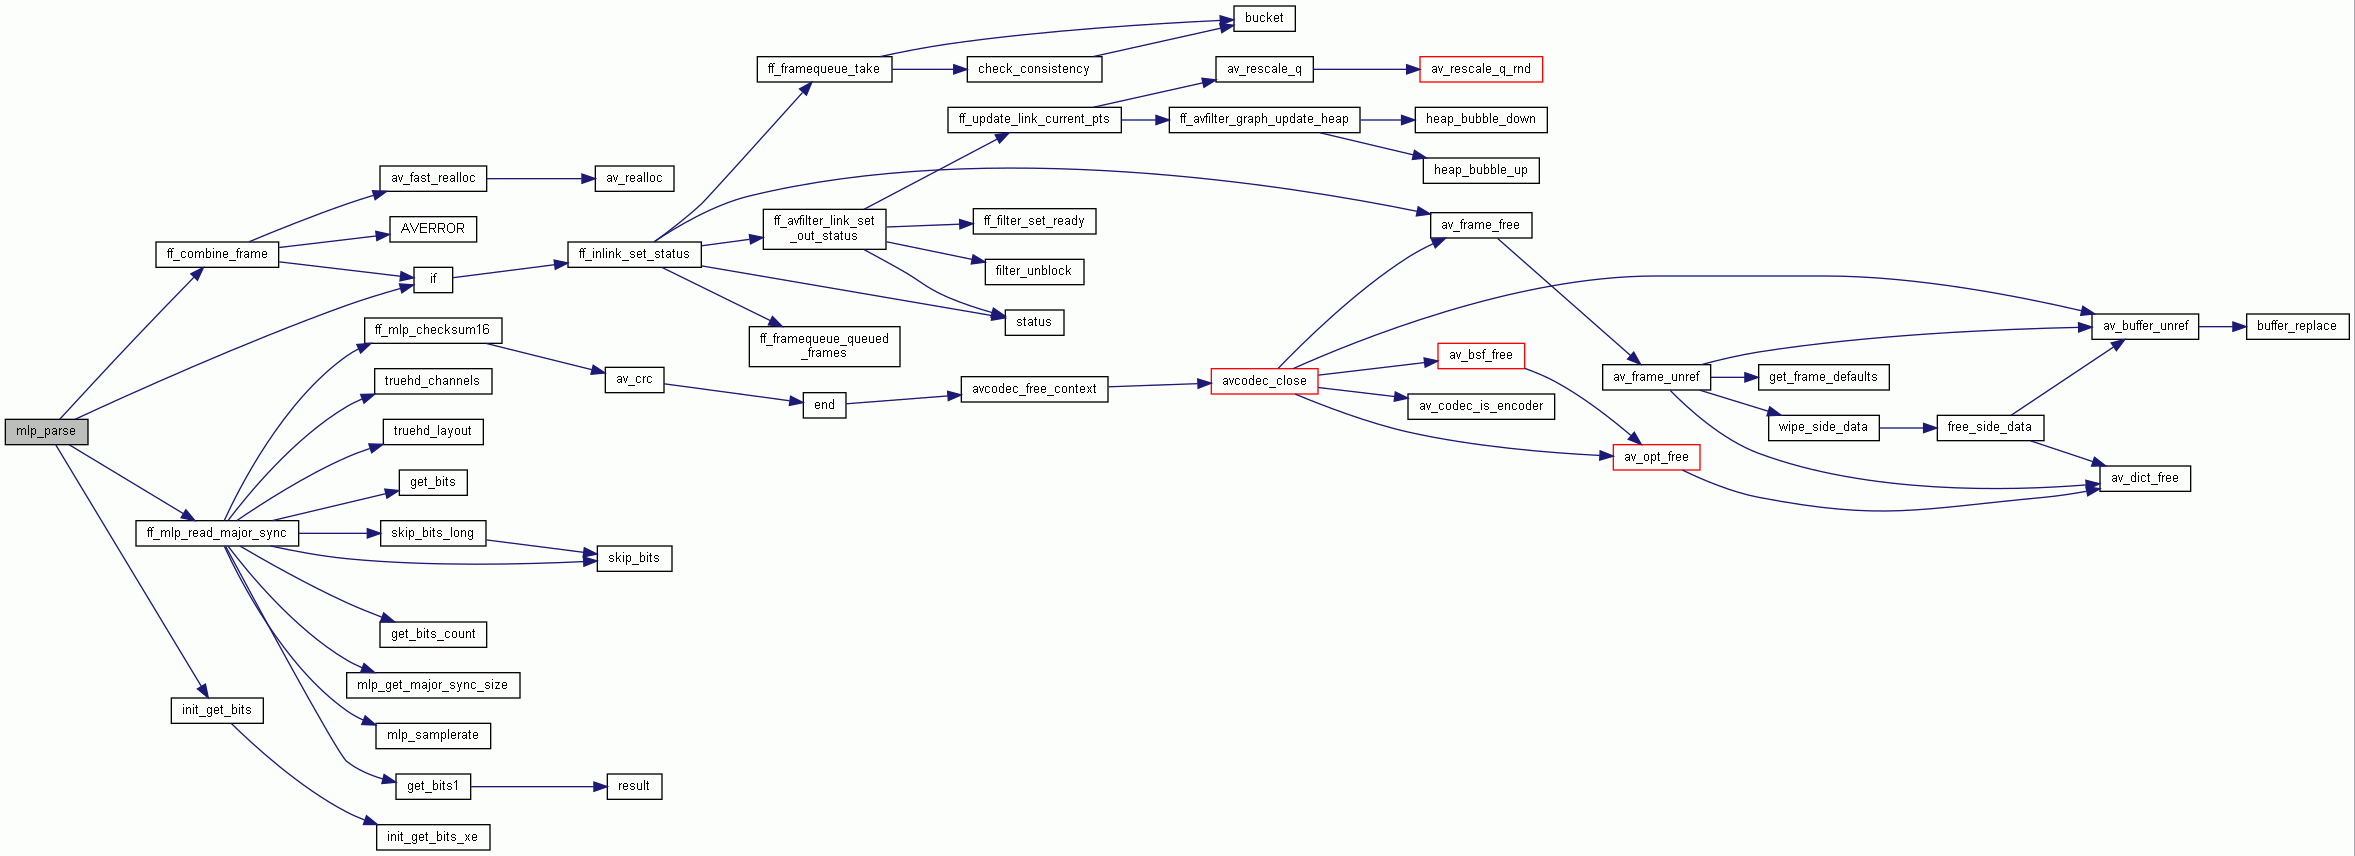 bucket
ff_framequeue_take
check_consistency
av_rescale_q
av_rescale_q_rnd
ff_update_link_current_pts
ff_avfilter_graph_update_heap
heap_bubble_down
heap_bubble_up
av_fast_realloc
av_realloc
AVERROR
ff_combine_frame
if
ff_inlink_set_status
ff_avfilter_link_set
_out_status
ff_filter_set_ready
filter_unblock
status
ff_framequeue_queued
_frames
av_frame_free
av_buffer_unref
buffer_replace
ff_mlp_checksum16
truehd_channels
av_crc
end
avcodec_free_context
avcodec_close
av_bsf_free
av_codec_is_encoder
av_opt_free
av_frame_unref
get_frame_defaults
wipe_side_data
free_side_data
av_dict_free
mlp_parse
truehd_layout
get_bits
ff_mlp_read_major_sync
skip_bits_long
skip_bits
get_bits_count
mlp_get_major_sync_size
init_get_bits
mlp_samplerate
get_bits1
result
init_get_bits_xe